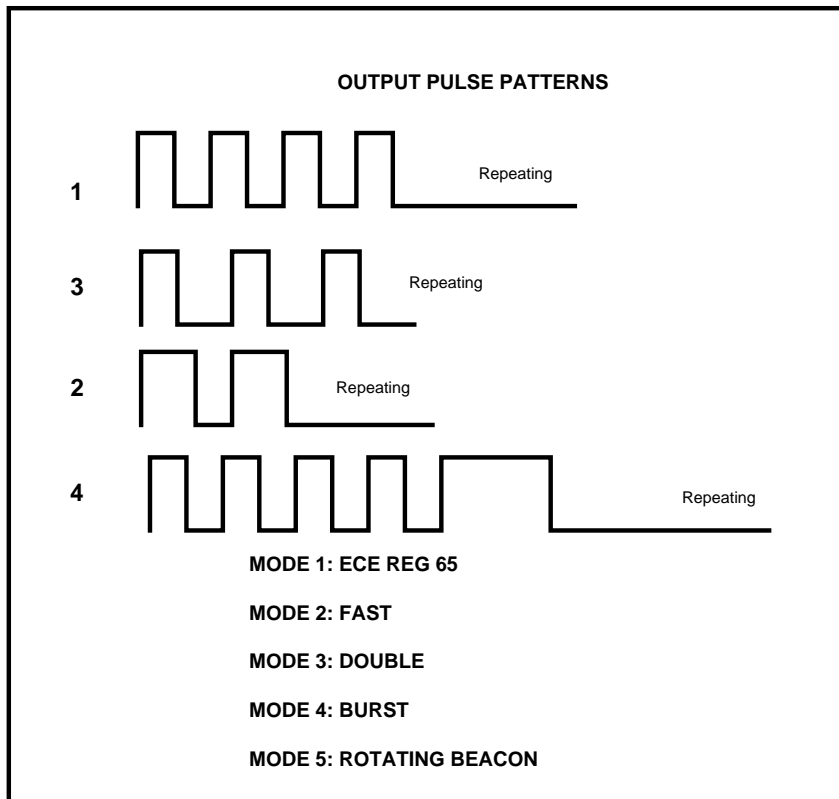 OUTPUT PULSE PATTERNS
Repeating
1
Repeating
3
Repeating
2
Repeating
4
MODE 1: ECE REG 65
MODE 2: FAST
MODE 3: DOUBLE
MODE 4: BURST
MODE 5: ROTATING BEACON